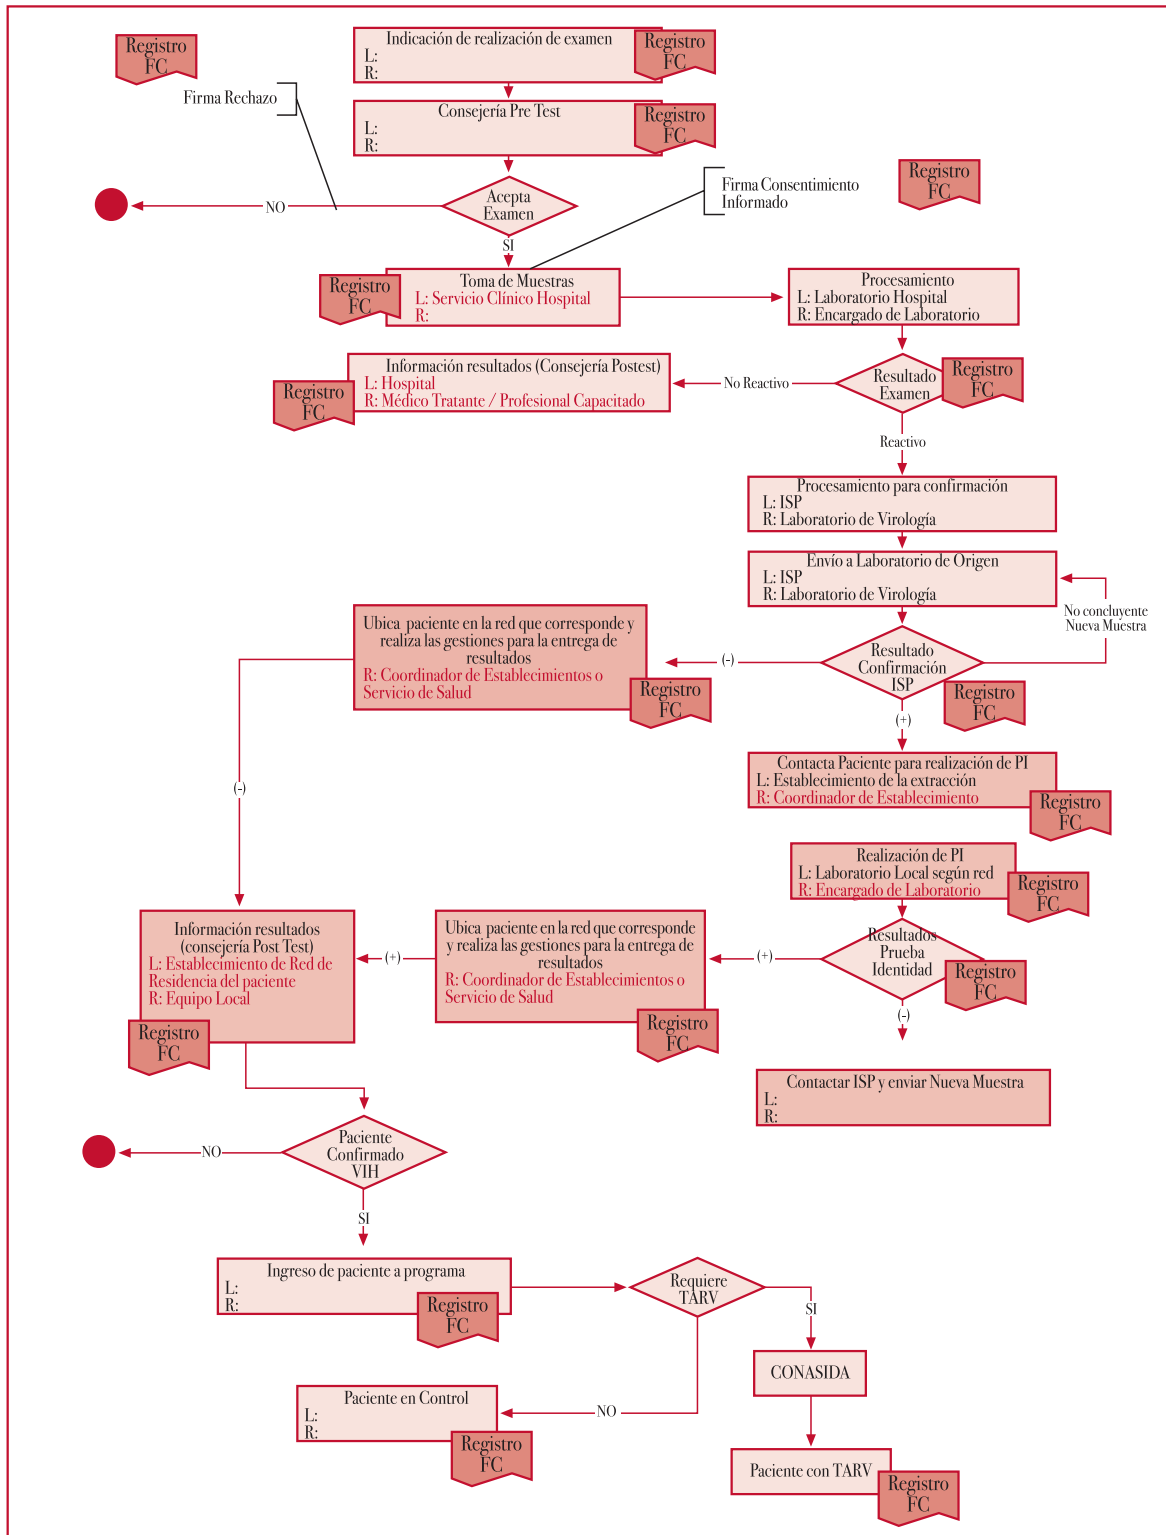 Registro
FC
Firma Rechazo
Indicación de realización de examen
L:
R:
Registro
FC
Consejería Pre Test
L:
R:
Registro
FC
Acepta
Examen
NO
SI
Firma Consentimiento
Informado
Registro
FC
Toma de Muestras
L: Servicio Clínico Hospital
R:
Registro
FC
Procesamiento
L: Laboratorio Hospital
R: Encargado de Laboratorio
Resultado
Examen
Registro
FC
No Reactivo
Información resultados (Consejería Postest)
L: Hospital
R: Médico Tratante / Profesional Capacitado
Registro
FC
Reactivo
Procesamiento para confirmación
L: ISP
R: Laboratorio de Virología
Envío a Laboratorio de Origen
L: ISP
R: Laboratorio de Virología
No concluyente
Nueva Muestra
Resultado
Confirmación
ISP
Registro
FC
(-)
Ubica paciente en la red que corresponde y
realiza las gestiones para la entrega de
resultados
R: Coordinador de Establecimientos o
Servicio de Salud
Registro
FC
(-)
(+)
Contacta Paciente para realización de PI
L: Establecimiento de la extracción
R: Coordinador de Establecimiento
Registro
FC
Realización de PI
L: Laboratorio Local según red
R: Encargado de Laboratorio
Registro
FC
Resultados
Prueba
Identidad
Registro
FC
(+)
Ubica paciente en la red que corresponde
y realiza las gestiones para la entrega de
resultados
R: Coordinador de Establecimientos o
Servicio de Salud
Registro
FC
(+)
Información resultados
(consejería Post Test)
L: Establecimiento de Red de
Residencia del paciente
R: Equipo Local
Registro
FC
(-)
Contactar ISP y enviar Nueva Muestra
L:
R:
Paciente
Confirmado
VIH
NO
SI
Ingreso de paciente a programa
L:
R:
Registro
FC
Requiere
TARV
SI
CONASIDA
NO
Paciente en Control
L:
R:
Registro
FC
Paciente con TARV
Registro
FC